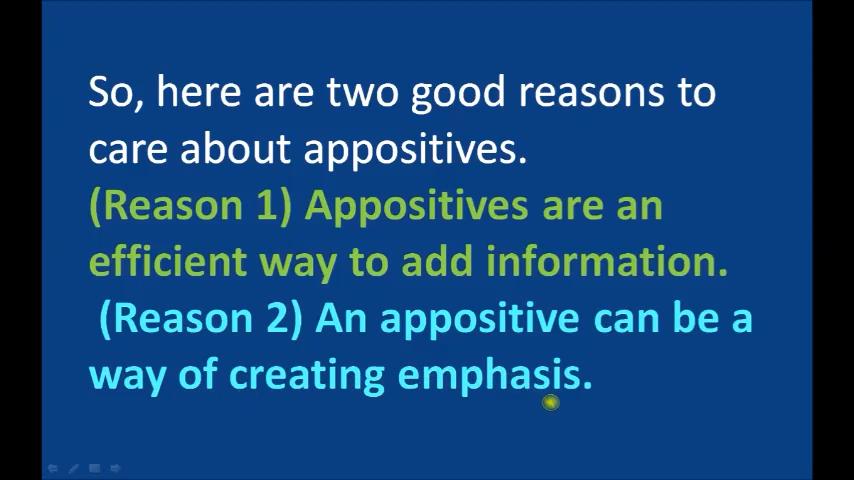 So, here are two good reasons to
care about appositives.
(Reason 1) Appositives are an
efficient way to add information.
(Reason 2) An appositive can be a
way of creating emphasis.